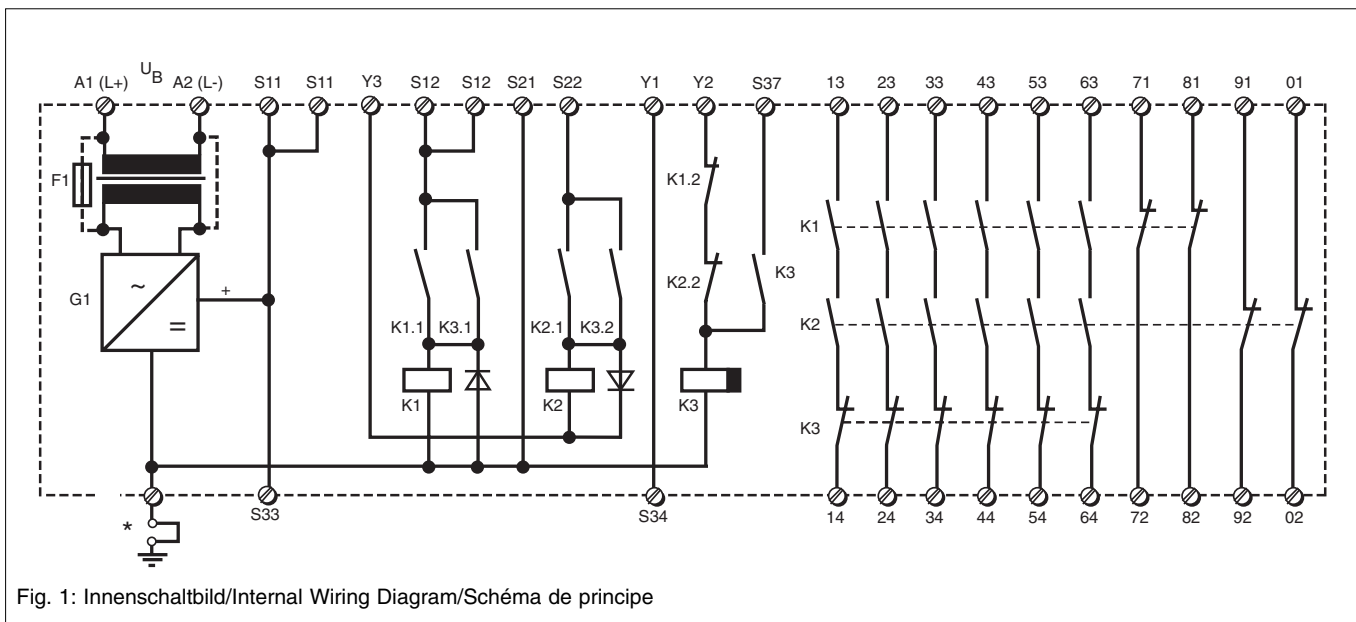 A1 (L+) U_B A2 (L-) S11 S11 Y3 S12 S12 S21 S22 Y1 Y2 S37 13 23 33 43 53 63 71 81 91 01
F1
K1.2
K1
G1 ~ = +
K2.2 K3
K1.1 K3.1 K2.1 K3.2 K2
K1 K2 K3
K3
* S33 S34 14 24 34 44 54 64 72 82 92 02
Fig. 1: Innenschaltbild/Internal Wiring Diagram/Schéma de principe